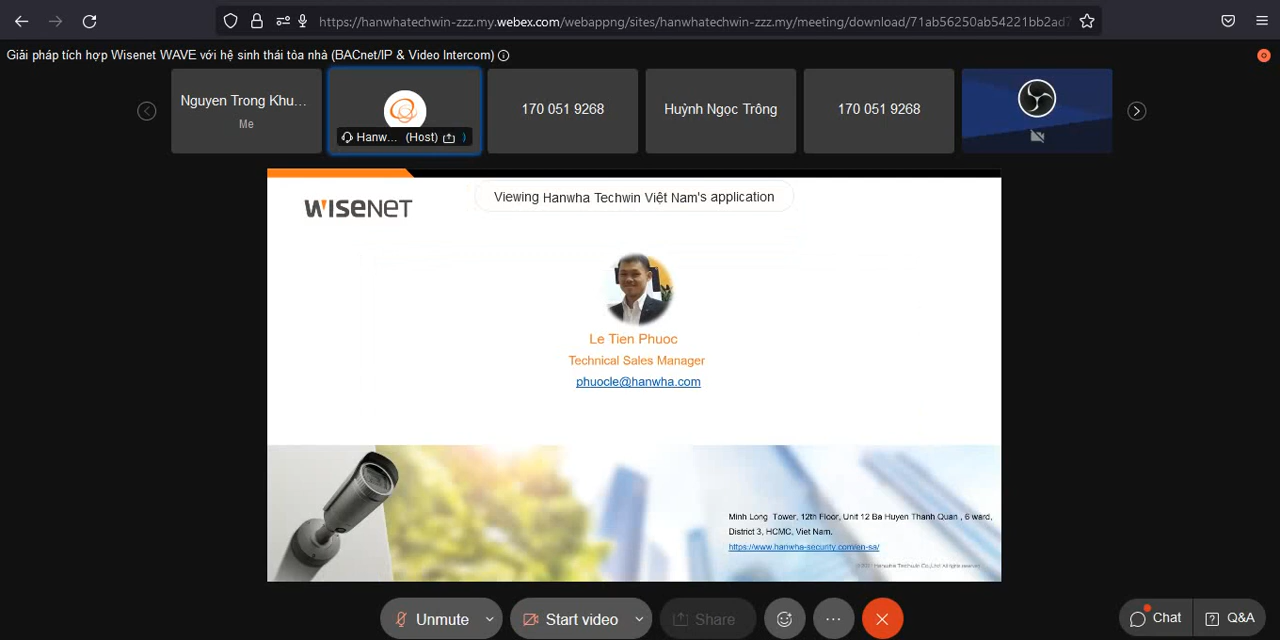 https://hanwhatechwin-zzz.my.webex.com/webappng/sites/hanwhatechwin-zzz.my/meeting/download/71ab56250ab54221bb2ad7
Giải pháp tích hợp Wisenet WAVE với hệ sinh thái tòa nhà (BACnet/IP & Video Intercom)
Nguyen Trong Khu...
Me
Hanw... (Host)
170 051 9268
Huỳnh Ngọc Trông
170 051 9268
WISENET
Viewing Hanwha Techwin Việt Nam's application
Le Tien Phuoc
Technical Sales Manager
phuocle@hanwha.com
Minh Long Tower, 12th Floor, Unit 12 Ba Huyen Thanh Quan , 6 ward,
District 3, HCMC, Viet Nam.
https://www.hanwha-security.com/en-sa/
Unmute
Start video
Share
Chat
Q&A